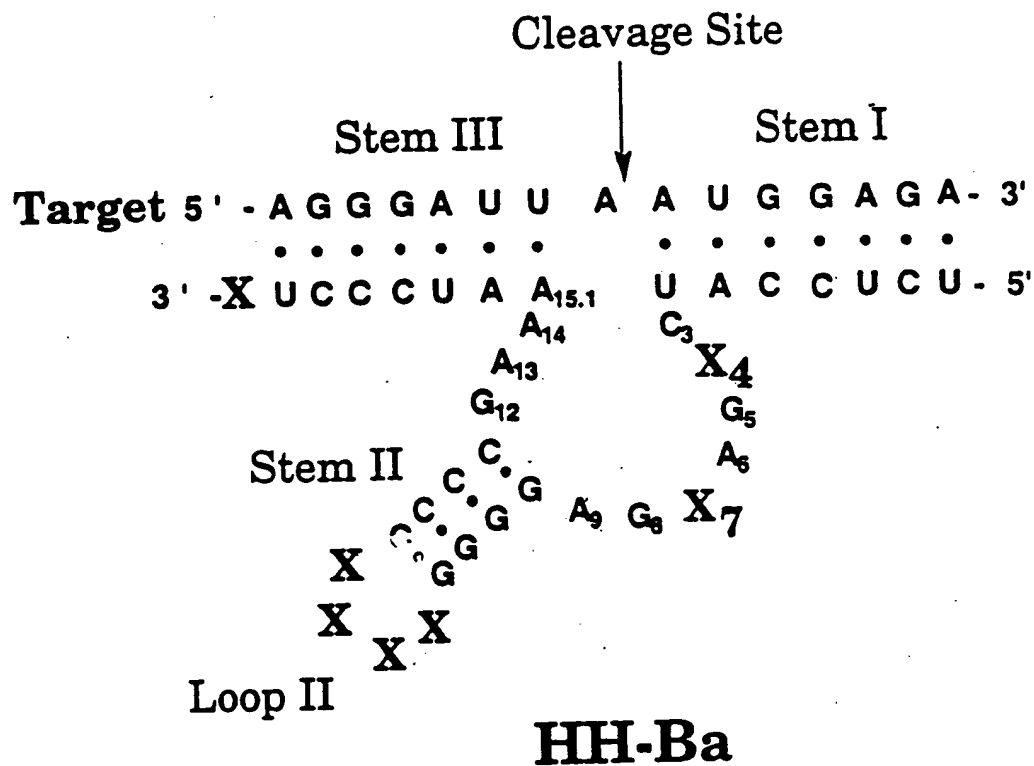 Cleavage Site
Stem III
Stem I
Target 5' - A G G G A U U A A U G G A G A - 3'
3' - X U C C C U A A15.1 U A C C U C U - 5'
A14
C3
A13
X4
G12
G5
Stem II
C G
A6
C G
A9 G8 X7
C G
C G
X
X X
X
Loop II
HH-Ba